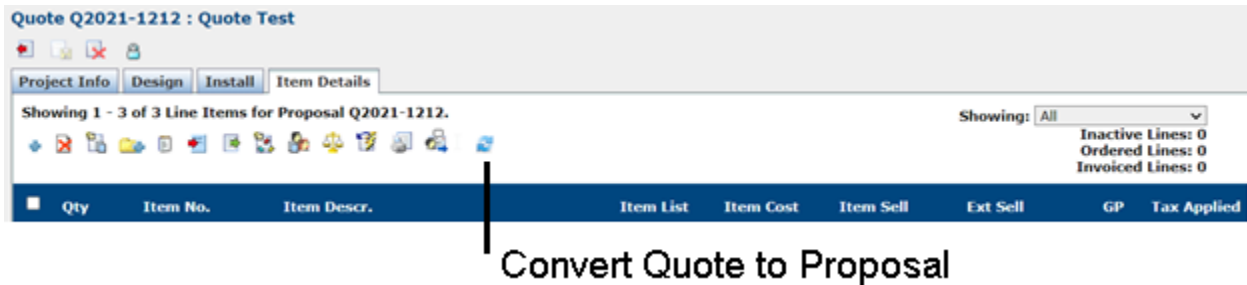 Quote Q2021-1212 : Quote Test
Project Info Design Install Item Details
Showing 1 - 3 of 3 Line Items for Proposal Q2021-1212.
Showing: All
Inactive Lines: 0
Ordered Lines: 0
Invoiced Lines: 0
Qty Item No. Item Descr. Item List Item Cost Item Sell Ext Sell GP Tax Applied
Convert Quote to Proposal